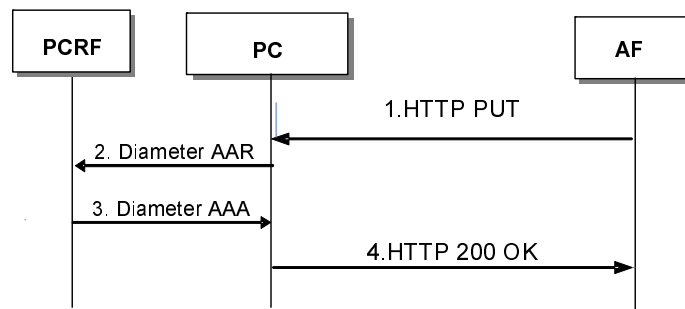 PCRF
PC
AF
1.HTTP PUT
2. Diameter AAR
3. Diameter AAA
4.HTTP 200 OK